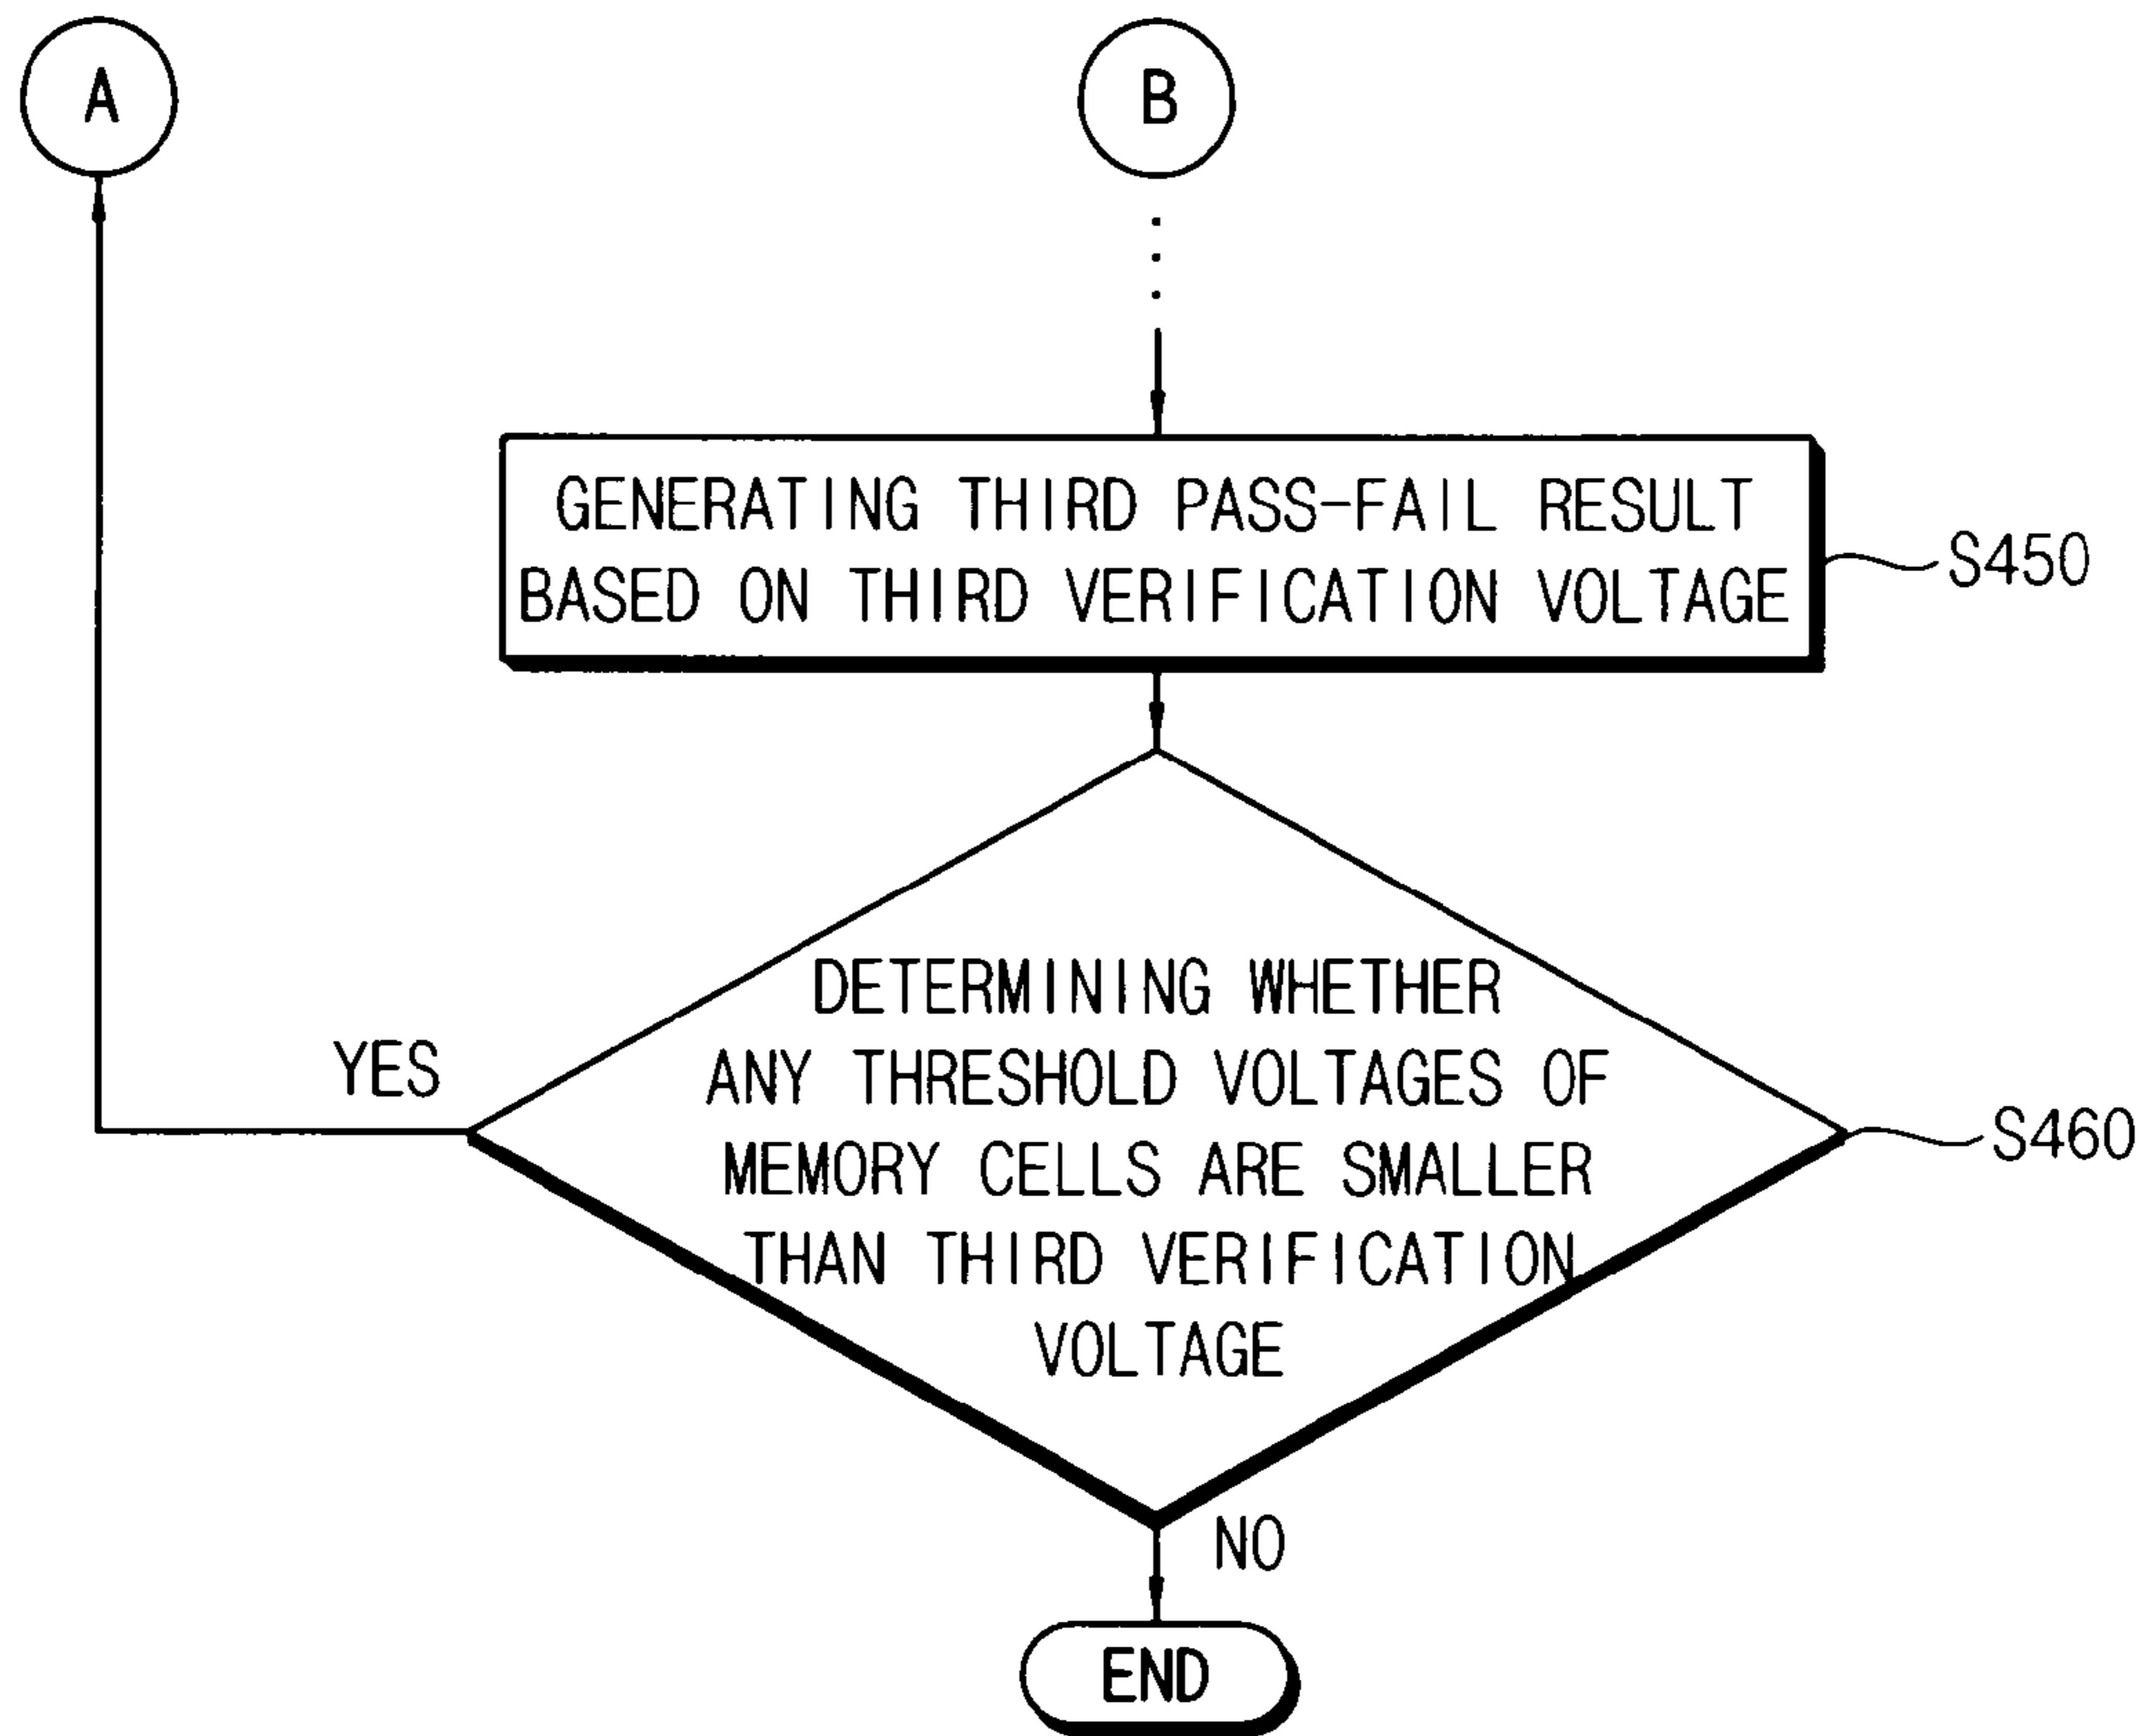 A
B
GENERATING THIRD PASS-FAIL RESULT
BASED ON THIRD VERIFICATION VOLTAGE
S450
DETERMINING WHETHER
ANY THRESHOLD VOLTAGES OF
MEMORY CELLS ARE SMALLER
THAN THIRD VERIFICATION
VOLTAGE
YES
S460
NO
END